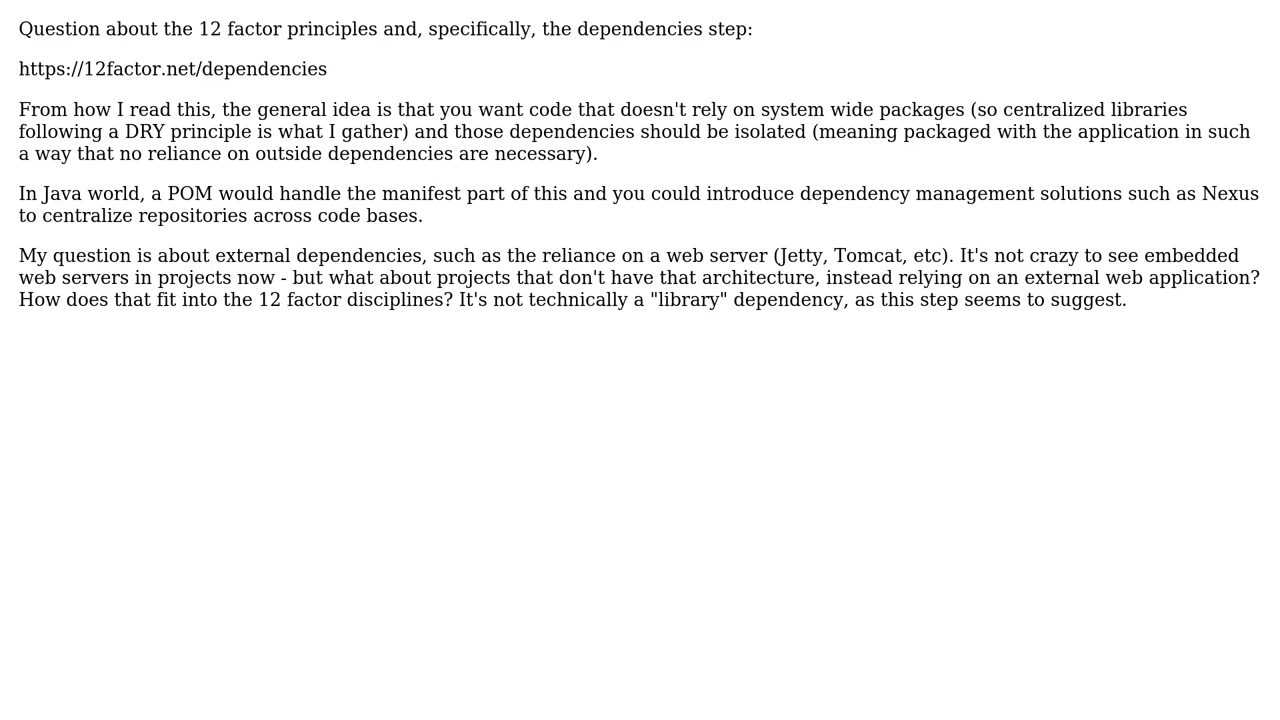 Question about the 12 factor principles and, specifically, the dependencies step:
https://12factor.net/dependencies
From how I read this, the general idea is that you want code that doesn't rely on system wide packages (so centralized libraries
following a DRY principle is what I gather) and those dependencies should be isolated (meaning packaged with the application in such
a way that no reliance on outside dependencies are necessary).
In Java world, a POM would handle the manifest part of this and you could introduce dependency management solutions such as Nexus
to centralize repositories across code bases.
My question is about external dependencies, such as the reliance on a web server (Jetty, Tomcat, etc). It's not crazy to see embedded
web servers in projects now - but what about projects that don't have that architecture, instead relying on an external web application?
How does that fit into the 12 factor disciplines? It's not technically a "library" dependency, as this step seems to suggest.